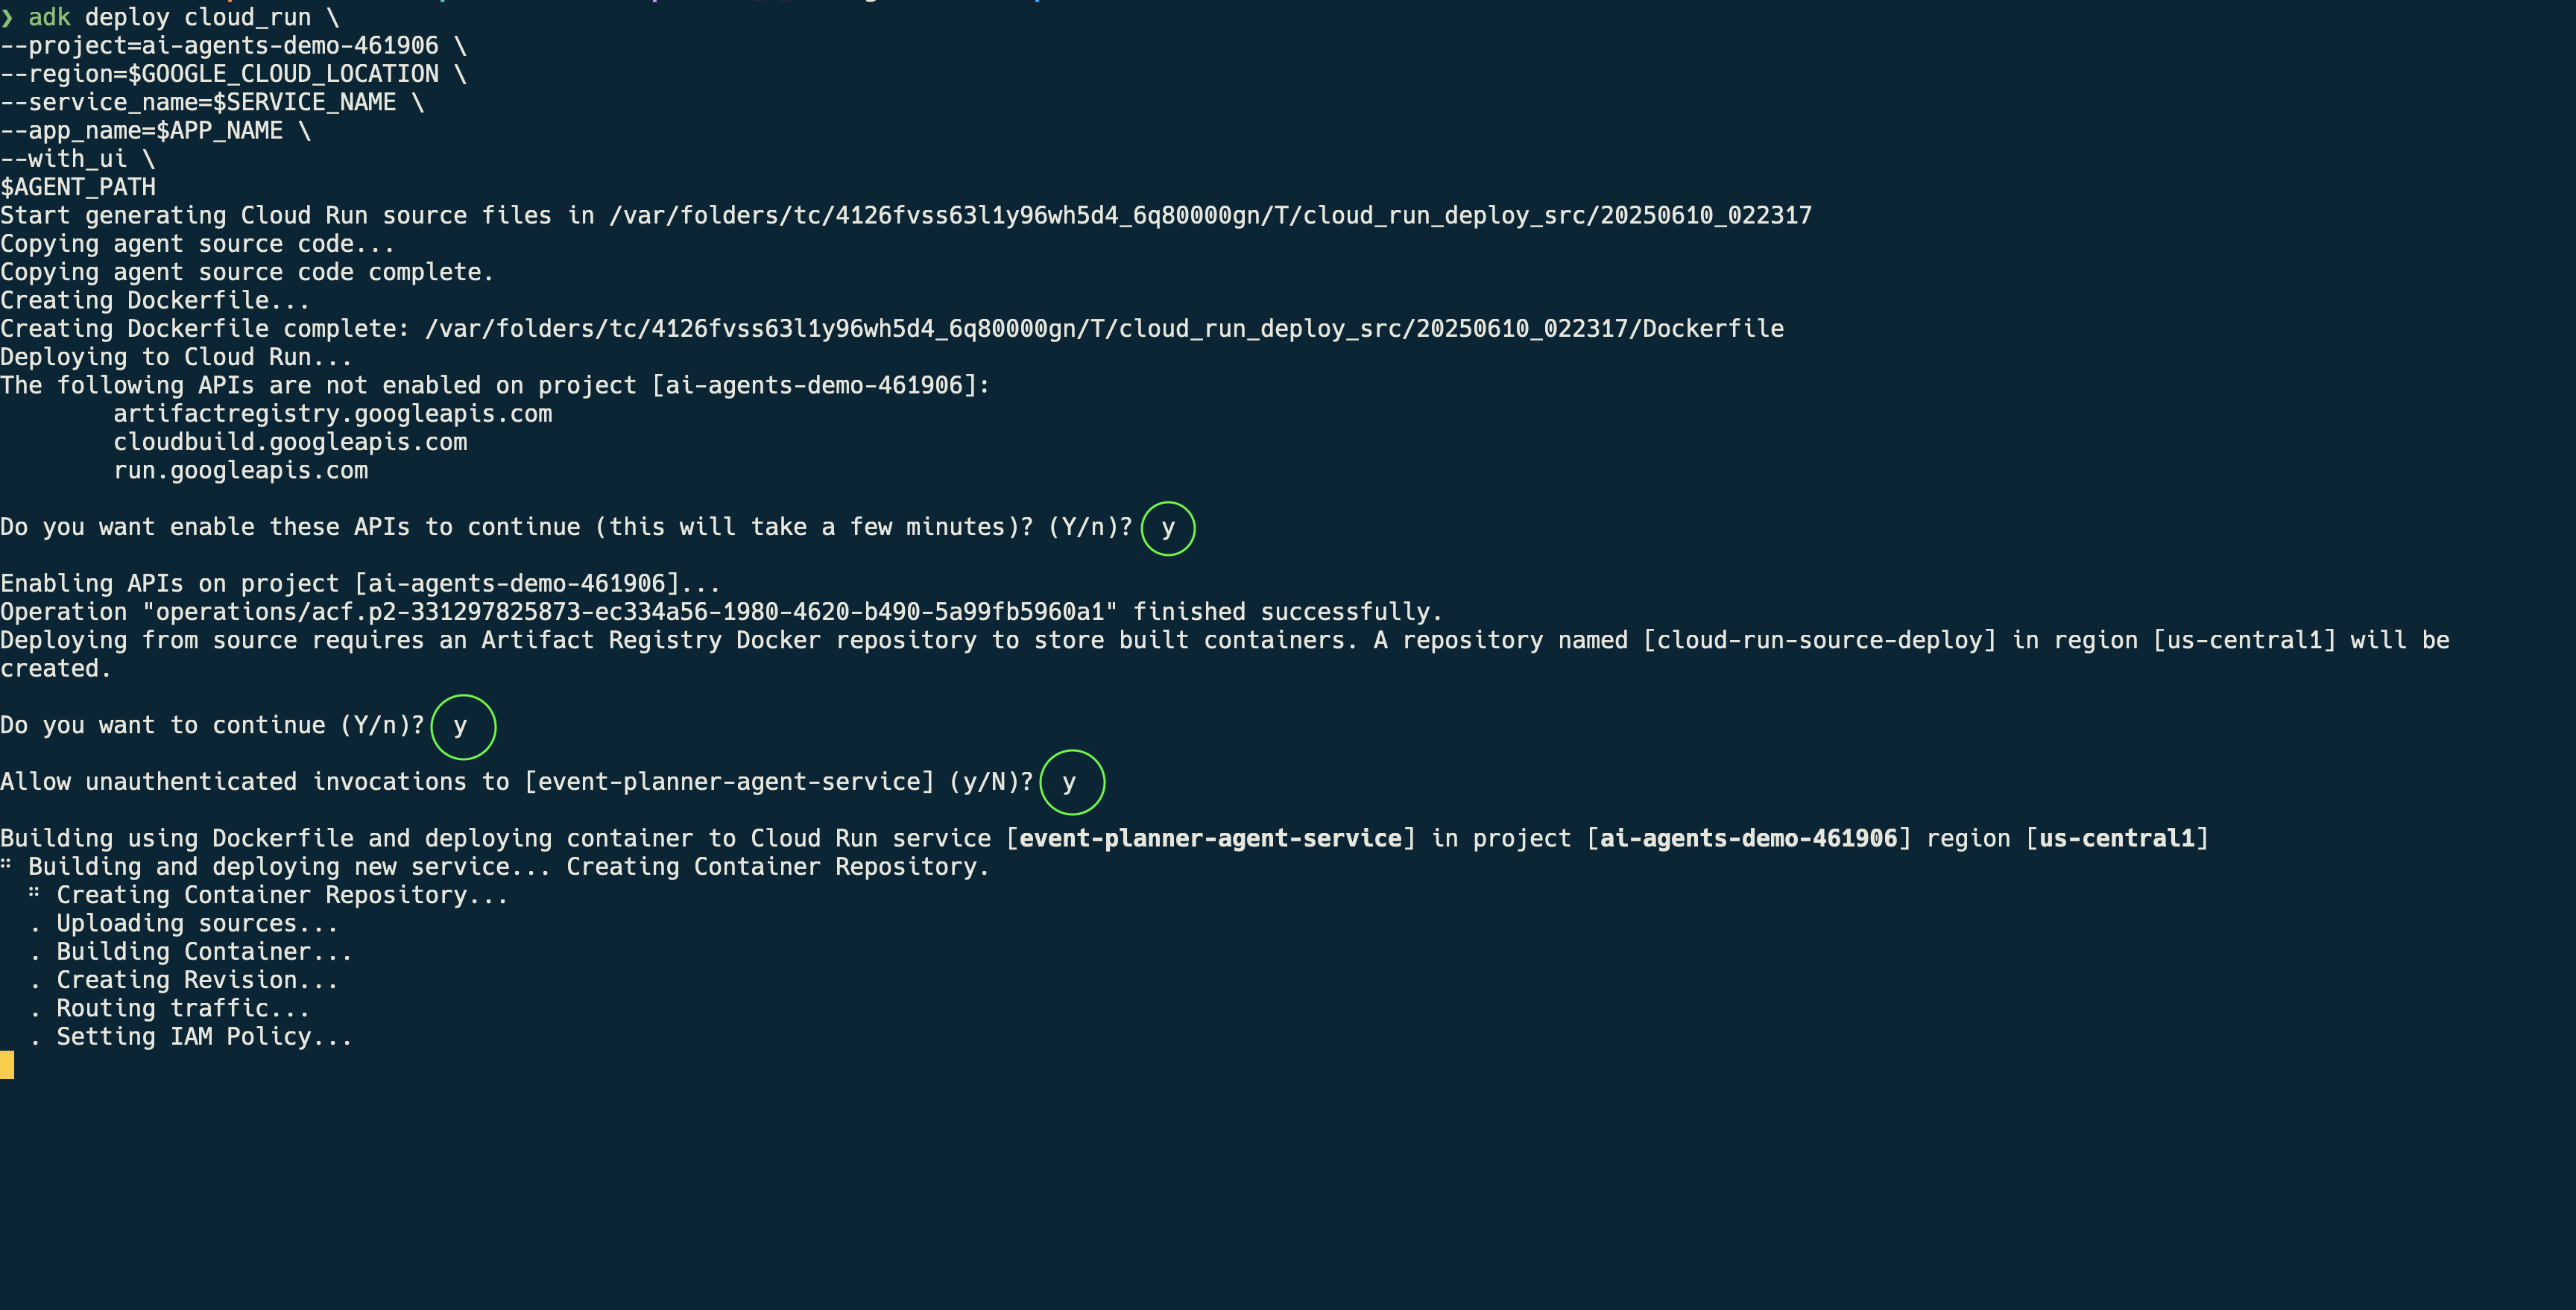 ❯ adk deploy cloud_run \
--project=ai-agents-demo-461906 \
--region=$GOOGLE_CLOUD_LOCATION \
--service_name=$SERVICE_NAME \
--app_name=$APP_NAME \
--with_ui \
$AGENT_PATH
Start generating Cloud Run source files in /var/folders/tc/4126fvss63l1y96wh5d4_6q80000gn/T/cloud_run_deploy_src/20250610_022317
Copying agent source code...
Copying agent source code complete.
Creating Dockerfile...
Creating Dockerfile complete: /var/folders/tc/4126fvss63l1y96wh5d4_6q80000gn/T/cloud_run_deploy_src/20250610_022317/Dockerfile
Deploying to Cloud Run...
The following APIs are not enabled on project [ai-agents-demo-461906]:
artifactregistry.googleapis.com
cloudbuild.googleapis.com
run.googleapis.com
Do you want enable these APIs to continue (this will take a few minutes)? (Y/n)? y
Enabling APIs on project [ai-agents-demo-461906]...
Operation "operations/acf.p2-331297825873-ec334a56-1980-4620-b490-5a99fb5960a1" finished successfully.
Deploying from source requires an Artifact Registry Docker repository to store built containers. A repository named [cloud-run-source-deploy] in region [us-central1] will be
created.
Do you want to continue (Y/n)? y
Allow unauthenticated invocations to [event-planner-agent-service] (y/N)? y
Building using Dockerfile and deploying container to Cloud Run service [event-planner-agent-service] in project [ai-agents-demo-461906] region [us-central1]
⠛ Building and deploying new service... Creating Container Repository.
⠛ Creating Container Repository...
. Uploading sources...
. Building Container...
. Creating Revision...
. Routing traffic...
. Setting IAM Policy...